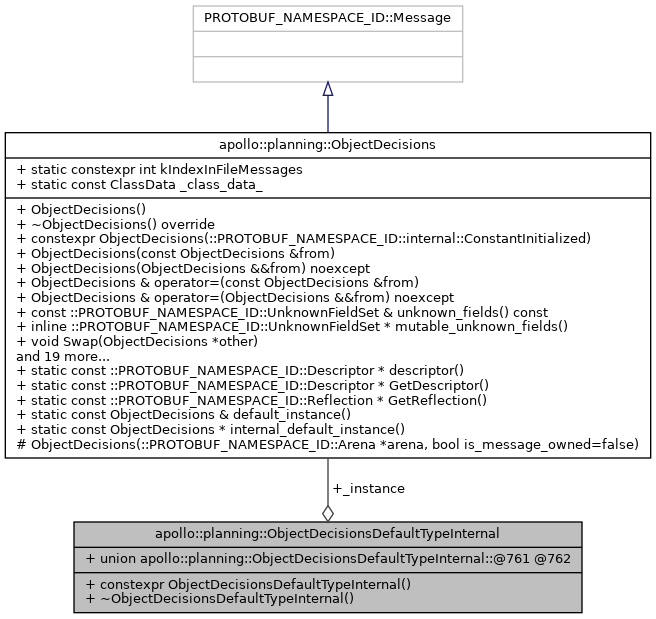 PROTOBUF_NAMESPACE_ID::Message
apollo::planning::ObjectDecisions
+ static constexpr int kIndexInFileMessages
+ static const ClassData _class_data_
+ ObjectDecisions()
+ ~ObjectDecisions() override
+ constexpr ObjectDecisions(::PROTOBUF_NAMESPACE_ID::internal::ConstantInitialized)
+ ObjectDecisions(const ObjectDecisions &from)
+ ObjectDecisions(ObjectDecisions &&from) noexcept
+ ObjectDecisions & operator=(const ObjectDecisions &from)
+ ObjectDecisions & operator=(ObjectDecisions &&from) noexcept
+ const ::PROTOBUF_NAMESPACE_ID::UnknownFieldSet & unknown_fields() const
+ inline ::PROTOBUF_NAMESPACE_ID::UnknownFieldSet * mutable_unknown_fields()
+ void Swap(ObjectDecisions *other)
and 19 more...
+ static const ::PROTOBUF_NAMESPACE_ID::Descriptor * descriptor()
+ static const ::PROTOBUF_NAMESPACE_ID::Descriptor * GetDescriptor()
+ static const ::PROTOBUF_NAMESPACE_ID::Reflection * GetReflection()
+ static const ObjectDecisions & default_instance()
+ static const ObjectDecisions * internal_default_instance()
# ObjectDecisions(::PROTOBUF_NAMESPACE_ID::Arena *arena, bool is_message_owned=false)
+_instance
apollo::planning::ObjectDecisionsDefaultTypeInternal
+ union apollo::planning::ObjectDecisionsDefaultTypeInternal::@761 @762
+ constexpr ObjectDecisionsDefaultTypeInternal()
+ ~ObjectDecisionsDefaultTypeInternal()